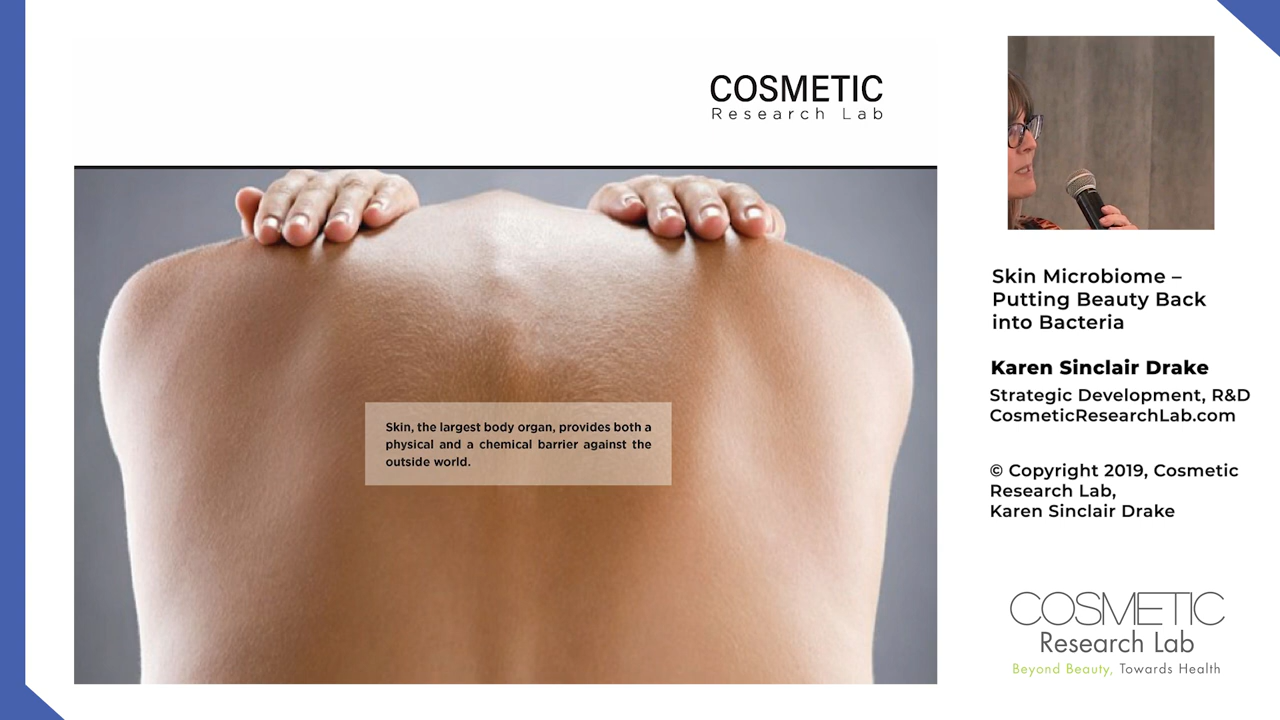 COSMETIC
Research Lab
Skin, the largest body organ, provides both a
physical and a chemical barrier against the
outside world.
Skin Microbiome –
Putting Beauty Back
into Bacteria
Karen Sinclair Drake
Strategic Development, R&D
CosmeticResearchLab.com
© Copyright 2019, Cosmetic
Research Lab,
Karen Sinclair Drake
COSMETIC
Research Lab
Beyond Beauty, Towards Health